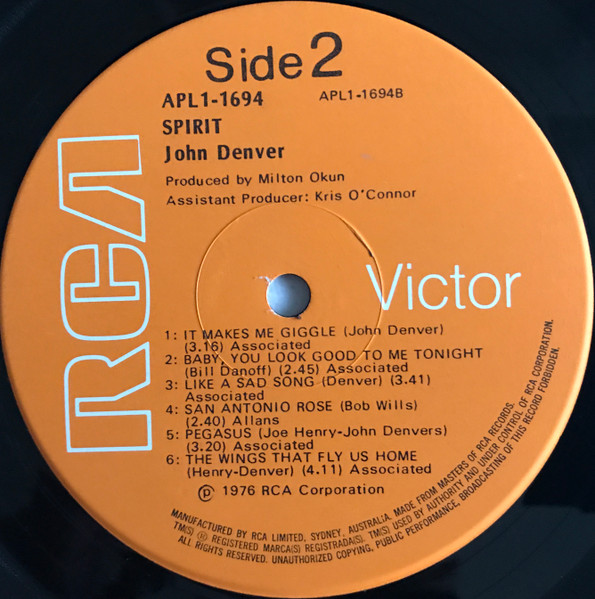 Side 2
APL1-1694 APL1-1694B
SPIRIT
John Denver
Produced by Milton Okun
Assistant Producer: Kris O'Connor
RCA
Victor
1: IT MAKES ME GIGGLE (John Denver)
(3.16) Associated
2: BABY, YOU LOOK GOOD TO ME TONIGHT
(Bill Danoff) (2.45) Associated
3: LIKE A SAD SONG (Denver) (3.41)
Associated
4: SAN ANTONIO ROSE (Bob Wills)
(2.40) Allans
5: PEGASUS (Joe Henry-John Denvers)
(3.20) Associated
6: THE WINGS THAT FLY US HOME
(Henry-Denver) (4.11) Associated
℗ 1976 RCA Corporation
MANUFACTURED BY RCA LIMITED, SYDNEY, AUSTRALIA. MADE FROM MASTERS OF RCA RECORDS.
TM(S) ® REGISTERED MARCA(S) REGISTRADA(S). TM(S) USED BY AUTHORITY AND UNDER CONTROL OF RCA CORPORATION.
ALL RIGHTS RESERVED. UNAUTHORIZED COPYING, PUBLIC PERFORMANCE, BROADCASTING OF THIS RECORD FORBIDDEN.